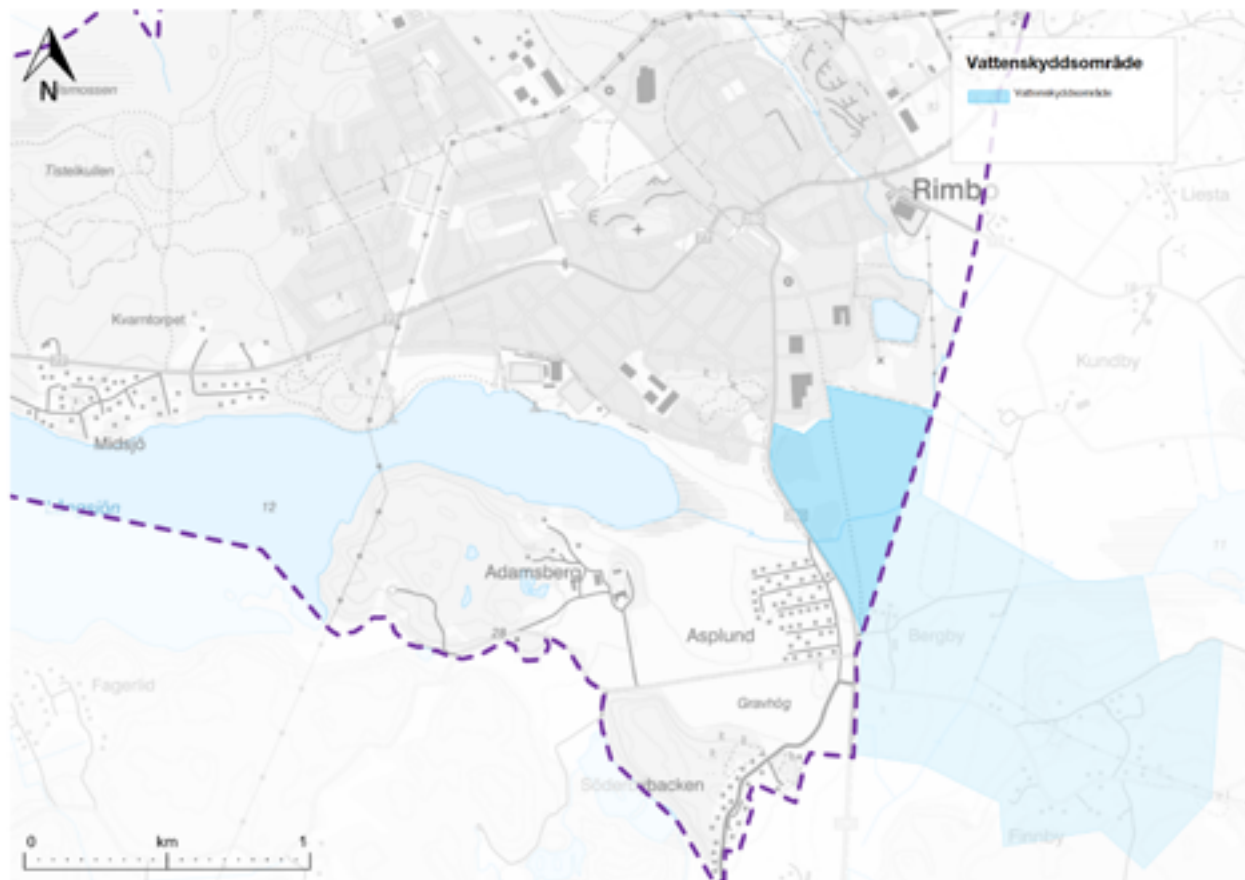 Vattenskyddsområde
Vattenskyddsområde
N
Tistelkullen
Rimbo
Liesta
Kvarntorpet
Kundby
Midsjö
12
11
Adamsberg
28
Asplund
Bergby
Fagerlid
Gravhög
Finnby
0 km 1